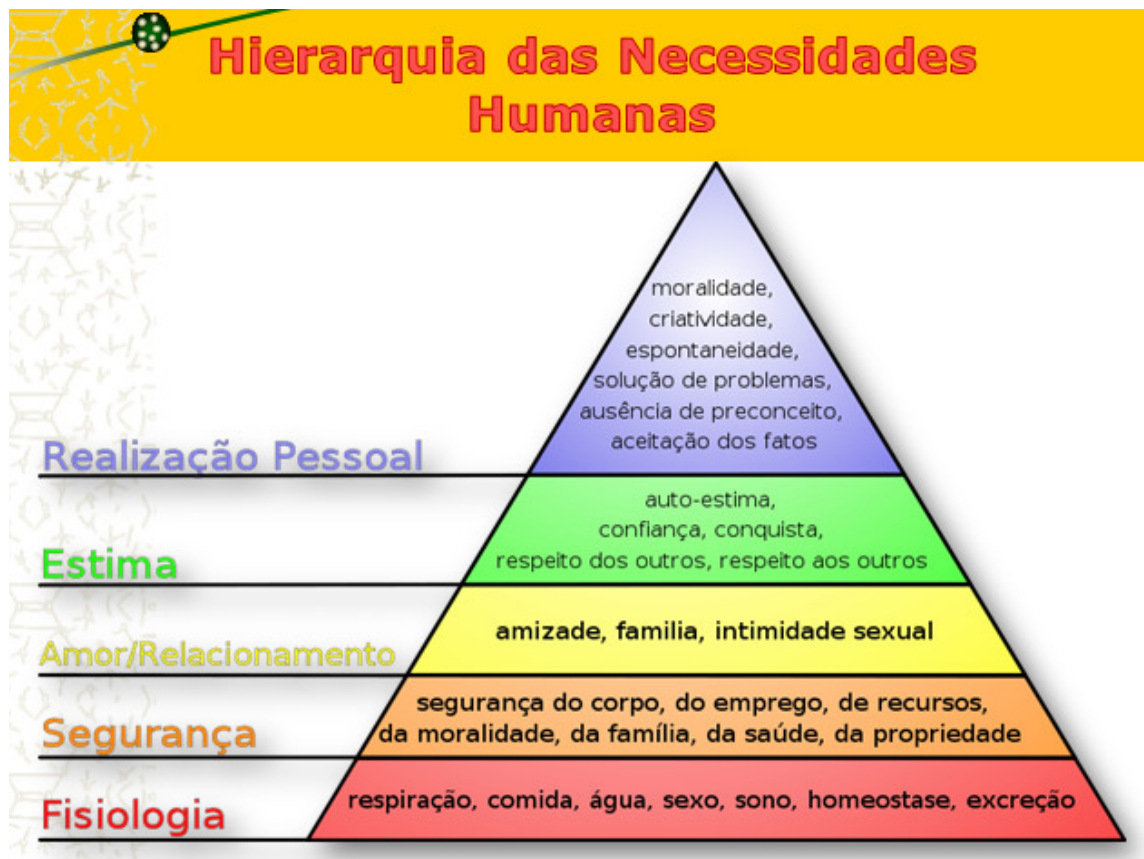 Hierarquia das Necessidades
Humanas
moralidade,
criatividade,
espontaneidade,
solução de problemas,
ausência de preconceito,
aceitação dos fatos
Realização Pessoal
auto-estima,
confiança, conquista,
respeito dos outros, respeito aos outros
Estima
amizade, familia, intimidade sexual
Amor/Relacionamento
segurança do corpo, do emprego, de recursos,
da moralidade, da família, da saúde, da propriedade
Segurança
respiração, comida, água, sexo, sono, homeostase, excreção
Fisiologia